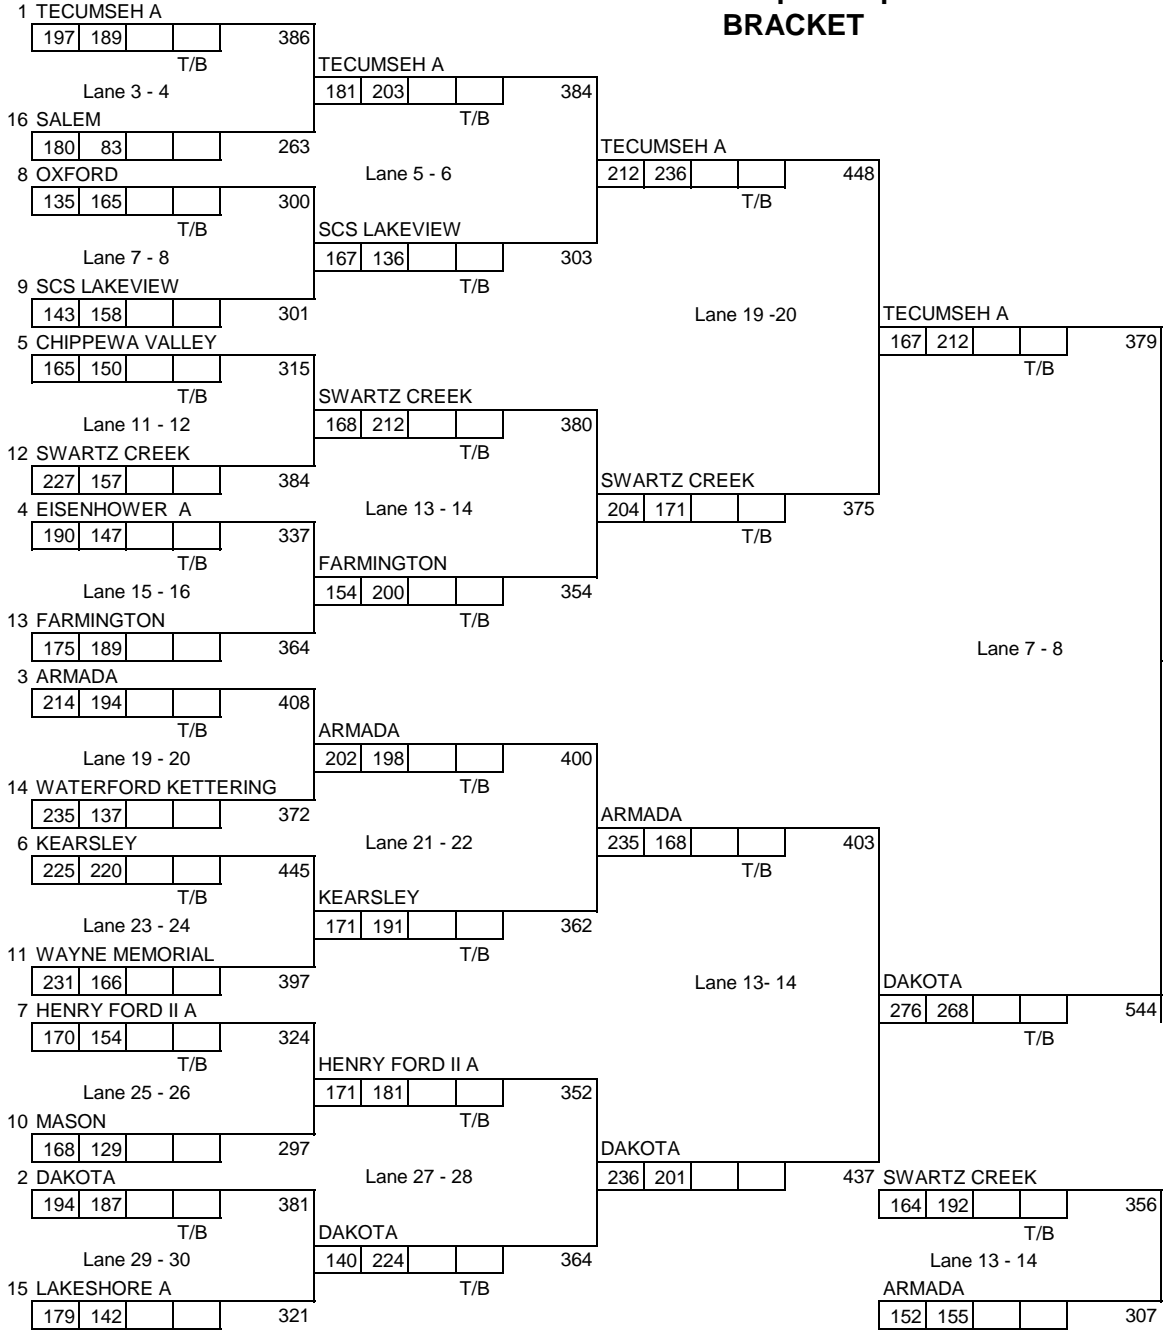 BRACKET
1 TECUMSEH A
197 189 386
T/B
Lane 3 - 4
16 SALEM
180 83 263
8 OXFORD
135 165 300
T/B
Lane 7 - 8
9 SCS LAKEVIEW
143 158 301
5 CHIPPEWA VALLEY
165 150 315
T/B
Lane 11 - 12
12 SWARTZ CREEK
227 157 384
4 EISENHOWER A
190 147 337
T/B
Lane 15 - 16
13 FARMINGTON
175 189 364
3 ARMADA
214 194 408
T/B
Lane 19 - 20
14 WATERFORD KETTERING
235 137 372
6 KEARSLEY
225 220 445
T/B
Lane 23 - 24
11 WAYNE MEMORIAL
231 166 397
7 HENRY FORD II A
170 154 324
T/B
Lane 25 - 26
10 MASON
168 129 297
2 DAKOTA
194 187 381
T/B
Lane 29 - 30
15 LAKESHORE A
179 142 321
TECUMSEH A
181 203 384
T/B
Lane 5 - 6
SCS LAKEVIEW
167 136 303
T/B
SWARTZ CREEK
168 212 380
T/B
Lane 13 - 14
FARMINGTON
154 200 354
T/B
ARMADA
202 198 400
T/B
Lane 21 - 22
KEARSLEY
171 191 362
T/B
HENRY FORD II A
171 181 352
T/B
Lane 27 - 28
DAKOTA
140 224 364
T/B
TECUMSEH A
212 236 448
T/B
Lane 19 -20
SWARTZ CREEK
204 171 375
T/B
ARMADA
235 168 403
T/B
Lane 13- 14
DAKOTA
236 201 437
TECUMSEH A
167 212 379
T/B
Lane 7 - 8
DAKOTA
276 268 544
T/B
SWARTZ CREEK
164 192 356
T/B
Lane 13 - 14
ARMADA
152 155 307